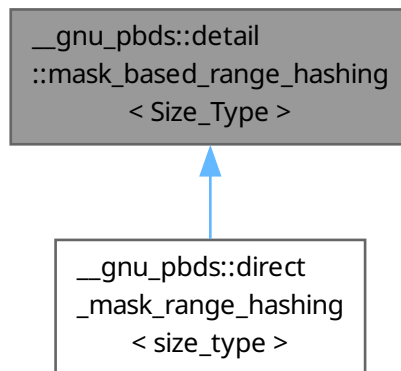 __gnu_pbds::detail
::mask_based_range_hashing
< Size_Type >
__gnu_pbds::direct
_mask_range_hashing
< size_type >